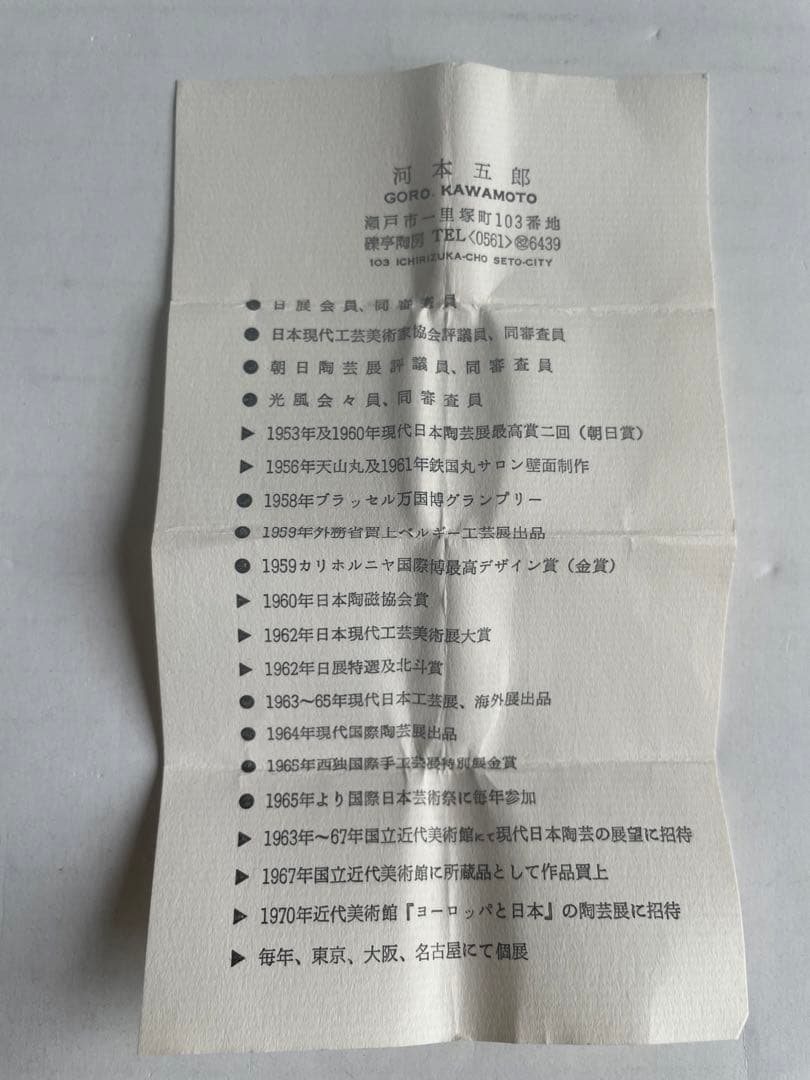 河本五郎
GORO. KAWAMOTO
瀬戸市一里塚町103番地
礫亭陶房 TEL<0561>㉘6439
103 ICHIRIZUKA-CHO SETO-CITY
● 日展会員、同審査員
● 日本現代工芸美術家協会評議員、同審査員
● 朝日陶芸展評議員、同審査員
● 光風会々員、同審査員
▶ 1953年及1960年現代日本陶芸展最高賞二回（朝日賞）
▶ 1956年天山丸及1961年鉄国丸サロン壁面制作
● 1958年ブラッセル万国博グランプリー
● 1959年外務省買上ベルギー工芸展出品
● 1959カリホルニヤ国際博最高デザイン賞（金賞）
▶ 1960年日本陶磁協会賞
▶ 1962年日本現代工芸美術展大賞
▶ 1962年日展特選及北斗賞
● 1963〜65年現代日本工芸展、海外展出品
● 1964年現代国際陶芸展出品
● 1965年西独国際手工芸展特別展金賞
● 1965年より国際日本芸術祭に毎年参加
▶ 1963年〜67年国立近代美術館にて現代日本陶芸の展望に招待
▶ 1967年国立近代美術館に所蔵品として作品買上
▶ 1970年近代美術館『ヨーロッパと日本』の陶芸展に招待
▶ 毎年、東京、大阪、名古屋にて個展